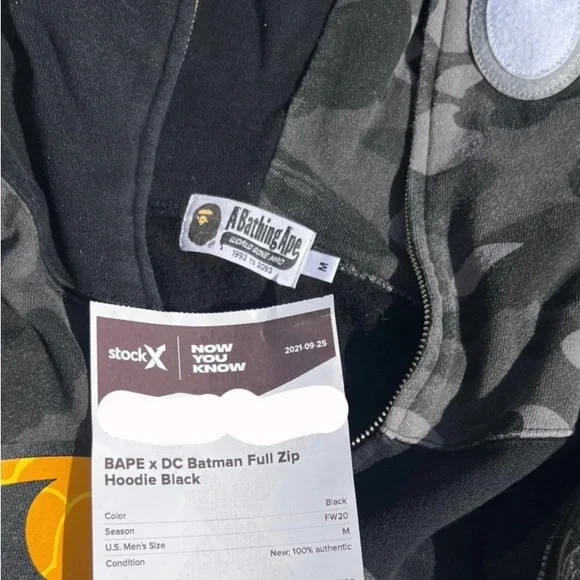 A Bathing Ape
WORLD GONE MAD
1993 TO 2093
M
stockX
NOW
YOU
KNOW
2021-09-25
BAPE x DC Batman Full Zip
Hoodie Black
Color Black
Season FW20
U.S. Men's Size M
Condition New; 100% authentic